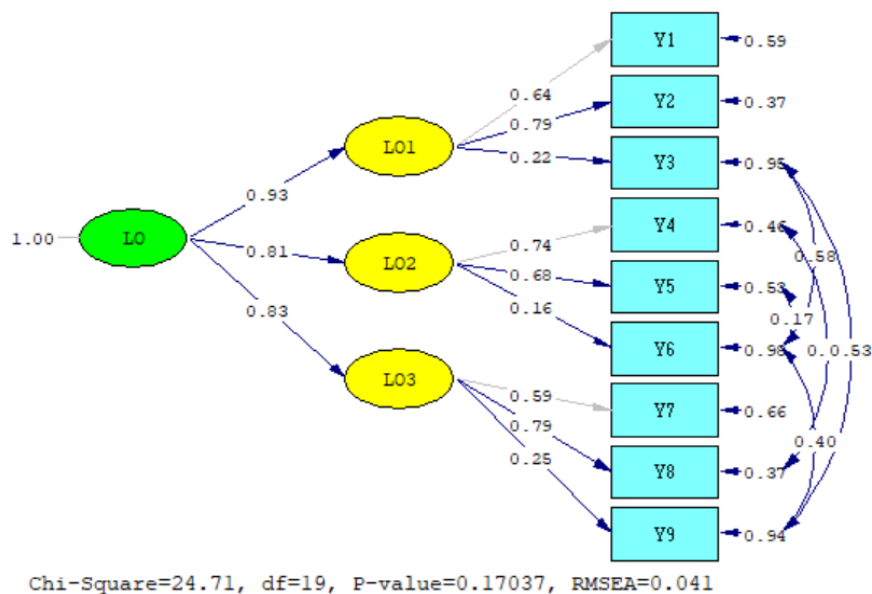 Y1 0.59
0.64
Y2 0.37
0.79
LO1
0.22 Y3 0.95
0.93
Y4 0.46
1.00 LO 0.74
0.81 LO2 0.58
0.68 Y5 0.53
0.83 0.16 0.17
Y6 0.98
0.53
LO3 0.59
Y7 0.66
0.79
0.40
0.25 Y8 0.37
Y9 0.94
Chi-Square=24.71, df=19, P-value=0.17037, RMSEA=0.041